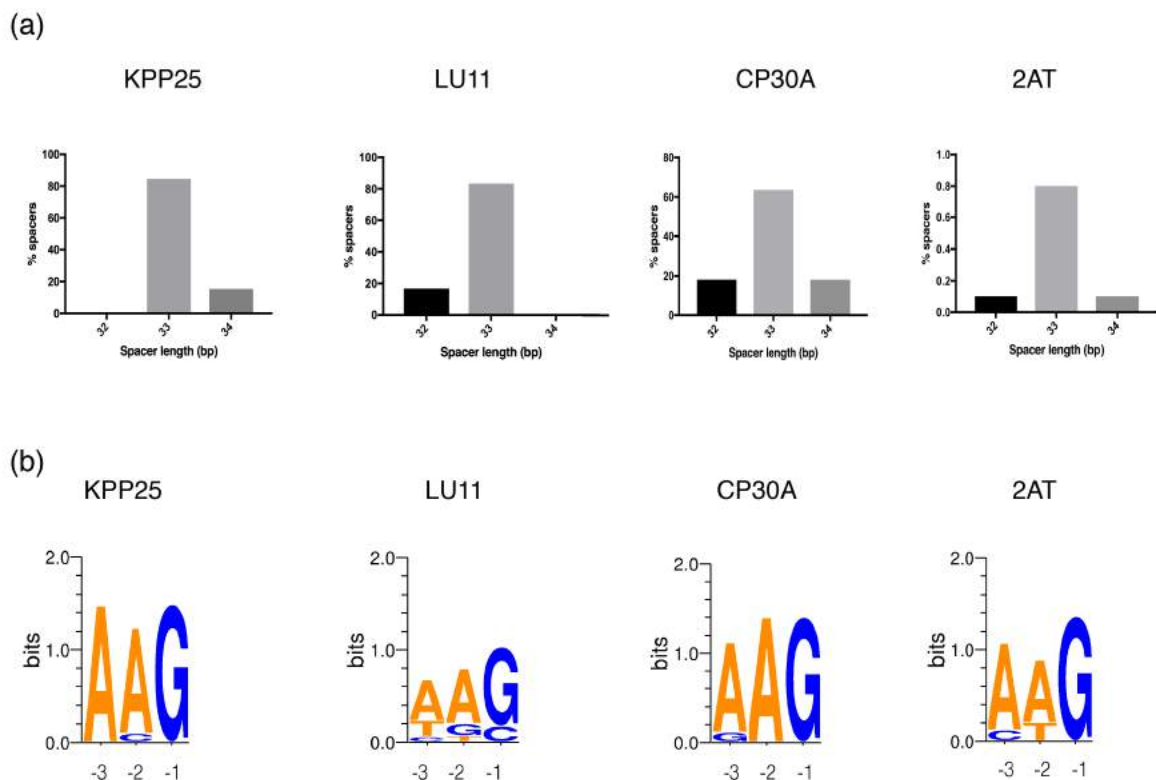 (a)
KPP25 LU11 CP30A 2AT
100
80
60
40
20
0
% spacers
32 33 34
Spacer length (bp)
100
80
60
40
20
0
% spacers
32 33 34
Spacer length (bp)
80
60
40
20
0
% spacers
32 33 34
Spacer length (bp)
1.0
0.8
0.6
0.4
0.2
0.0
% spacers
32 33 34
Spacer length (bp)
(b)
KPP25 LU11 CP30A 2AT
2.0
1.0
0.0
bits
A A G
C
-3 -2 -1
2.0
1.0
0.0
bits
A A G
T G C
C T
-3 -2 -1
2.0
1.0
0.0
bits
A A G
G
-3 -2 -1
2.0
1.0
0.0
bits
A A G
C T
-3 -2 -1